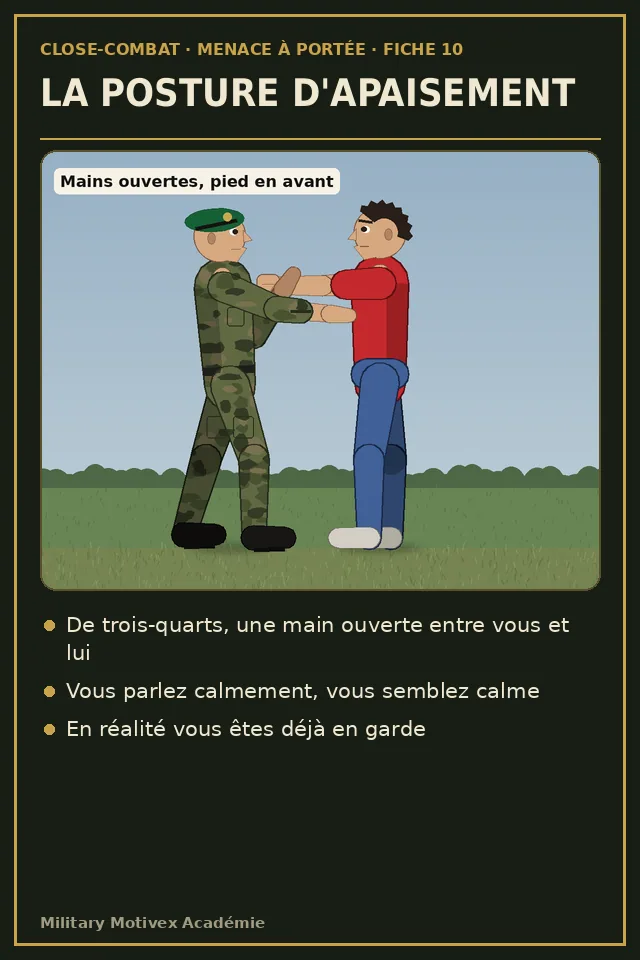 CLOSE-COMBAT · MENACE À PORTÉE · FICHE 10
LA POSTURE D'APAISEMENT
Mains ouvertes, pied en avant
De trois-quarts, une main ouverte entre vous et
lui
Vous parlez calmement, vous semblez calme
En réalité vous êtes déjà en garde
Military Motivex Académie